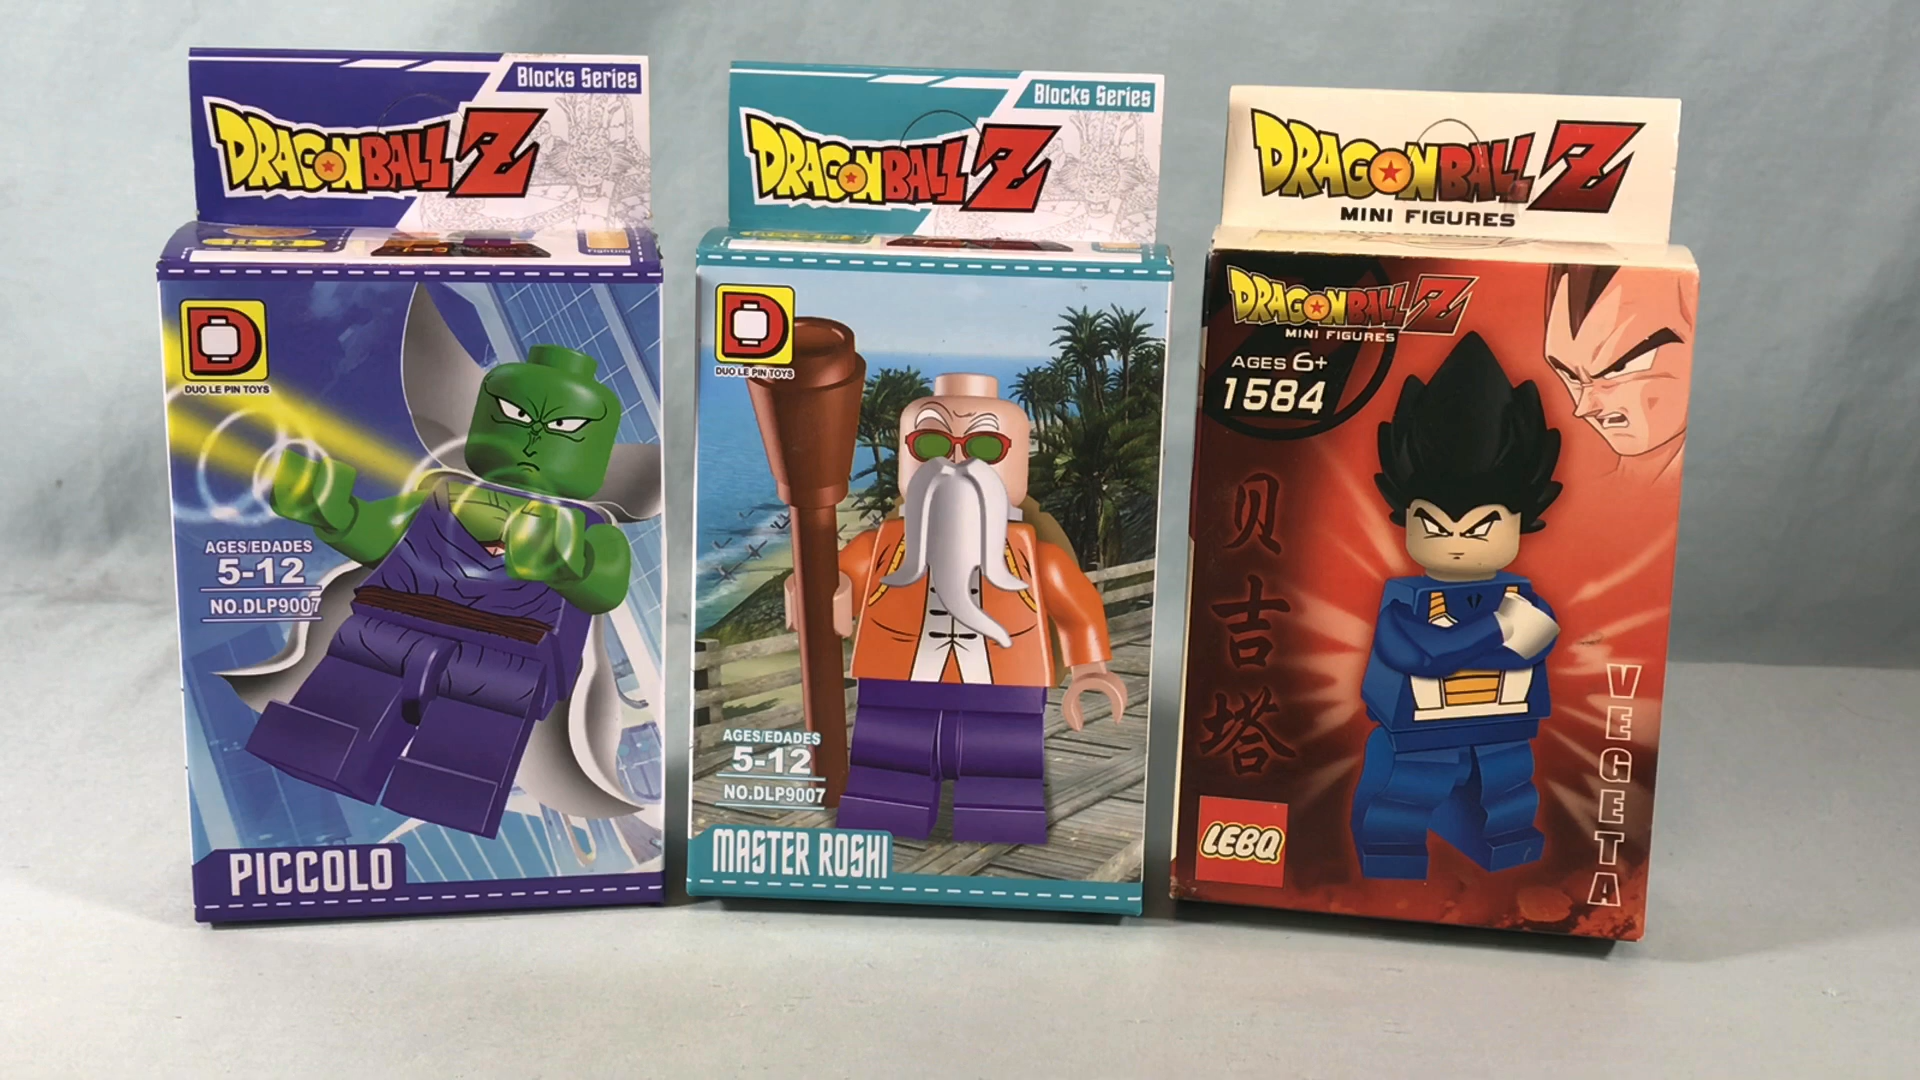 Blocks Series
DRAGONBALL Z
DUO LE PIN TOYS
AGES/EDADES
5-12
NO.DLP9007
PICCOLO
Blocks Series
DRAGONBALL Z
DUO LE PIN TOYS
AGES/EDADES
5-12
NO.DLP9007
MASTER ROSHI
DRAGONBALL Z
MINI FIGURES
DRAGONBALL Z
MINI FIGURES
AGES 6+
1584
贝吉塔
VEGETA
LEBQ